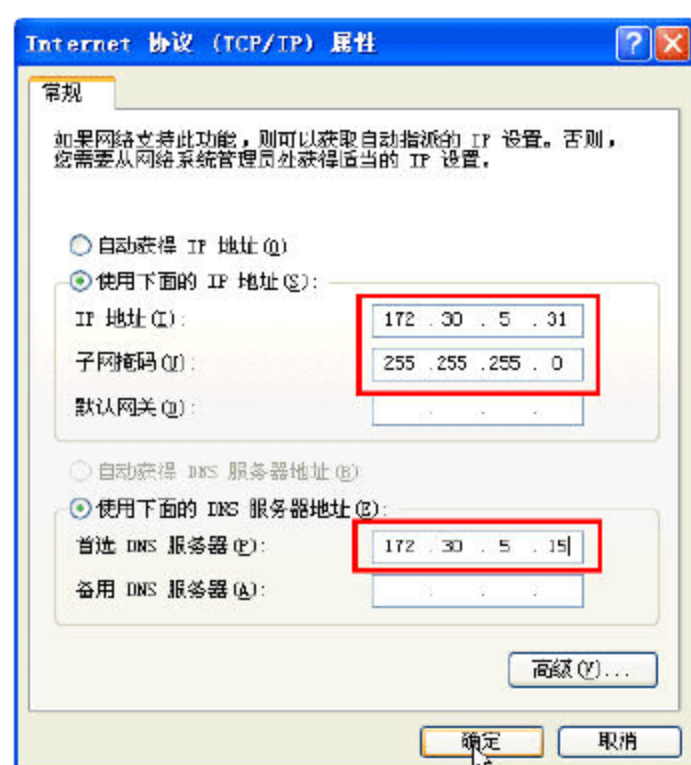 Internet 协议 (TCP/IP) 属性
常规
如果网络支持此功能，则可以获取自动指派的 IP 设置。否则，
您需要从网络系统管理员处获得适当的 IP 设置。
自动获得 IP 地址(O)
使用下面的 IP 地址(S):
IP 地址(I):
172 . 30 . 5 . 31
子网掩码(U):
255 .255 .255 . 0
默认网关(D):
自动获得 DNS 服务器地址(B)
使用下面的 DNS 服务器地址(E):
首选 DNS 服务器(P):
172 . 30 . 5 . 15
备用 DNS 服务器(A):
高级(V)...
确定
取消